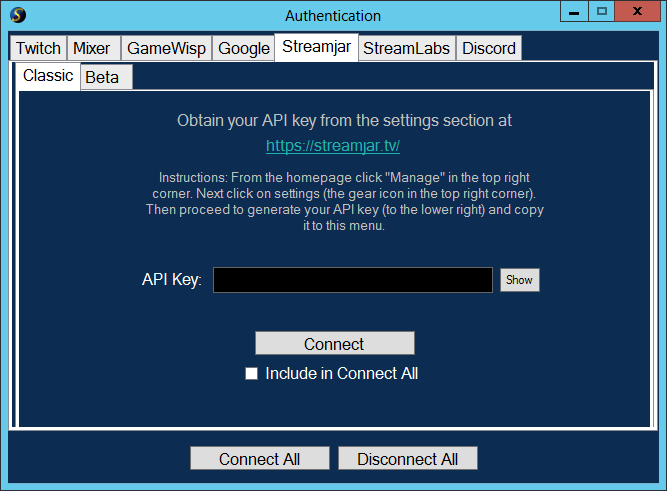 Authentication
Twitch Mixer GameWisp Google Streamjar StreamLabs Discord
Classic Beta
Obtain your API key from the settings section at
https://streamjar.tv/
Instructions: From the homepage click "Manage" in the top right
corner. Next click on settings (the gear icon in the top right corner).
Then proceed to generate your API key (to the lower right) and copy
it to this menu.
API Key: Show
Connect
Include in Connect All
Connect All Disconnect All